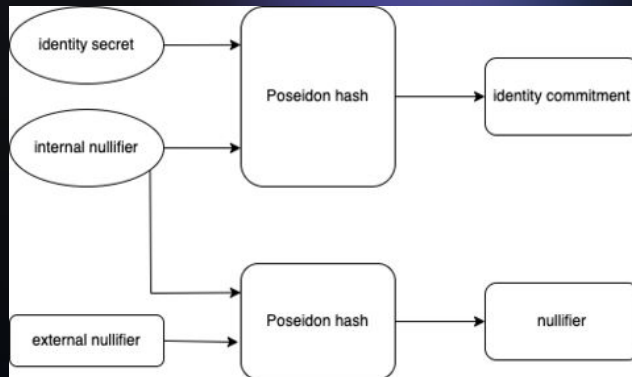 identity secret
Poseidon hash
identity commitment
internal nullifier
Poseidon hash
nullifier
external nullifier